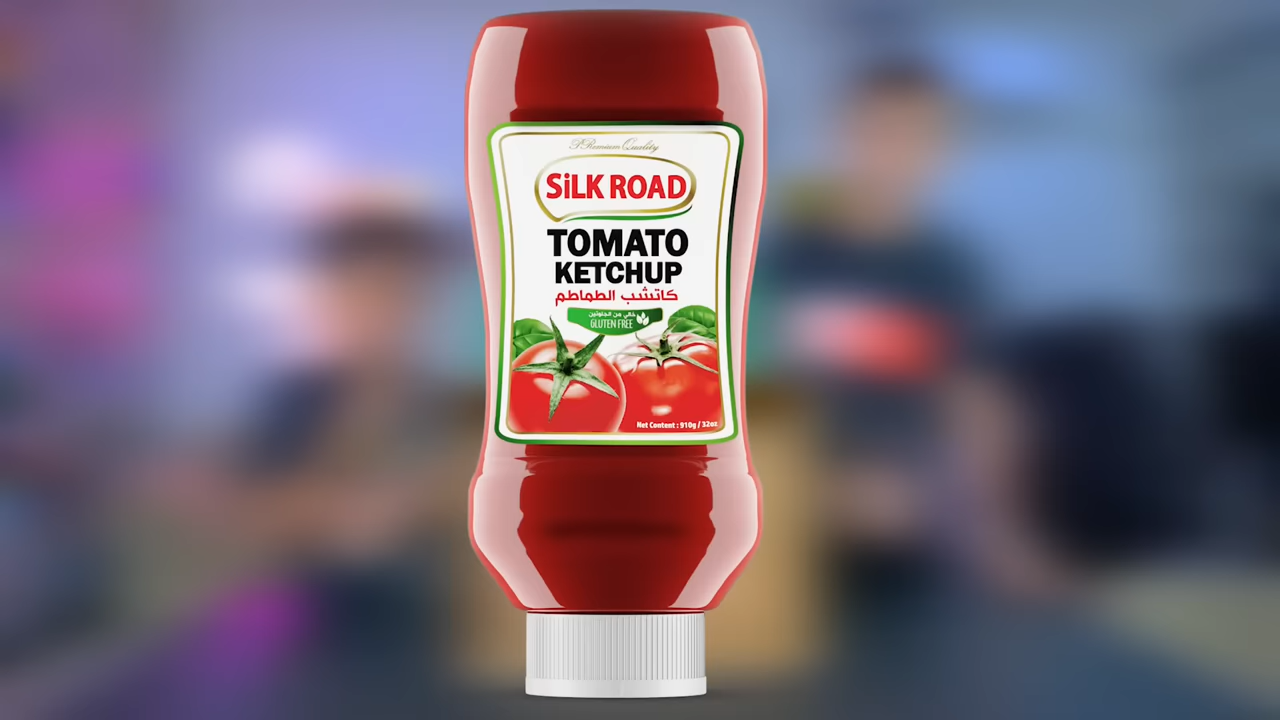 Premium Quality
SiLK ROAD
TOMATO
KETCHUP
كاتشب الطماطم
خالي من الجلوتين
GLUTEN FREE
Net Content : 910g / 32oz